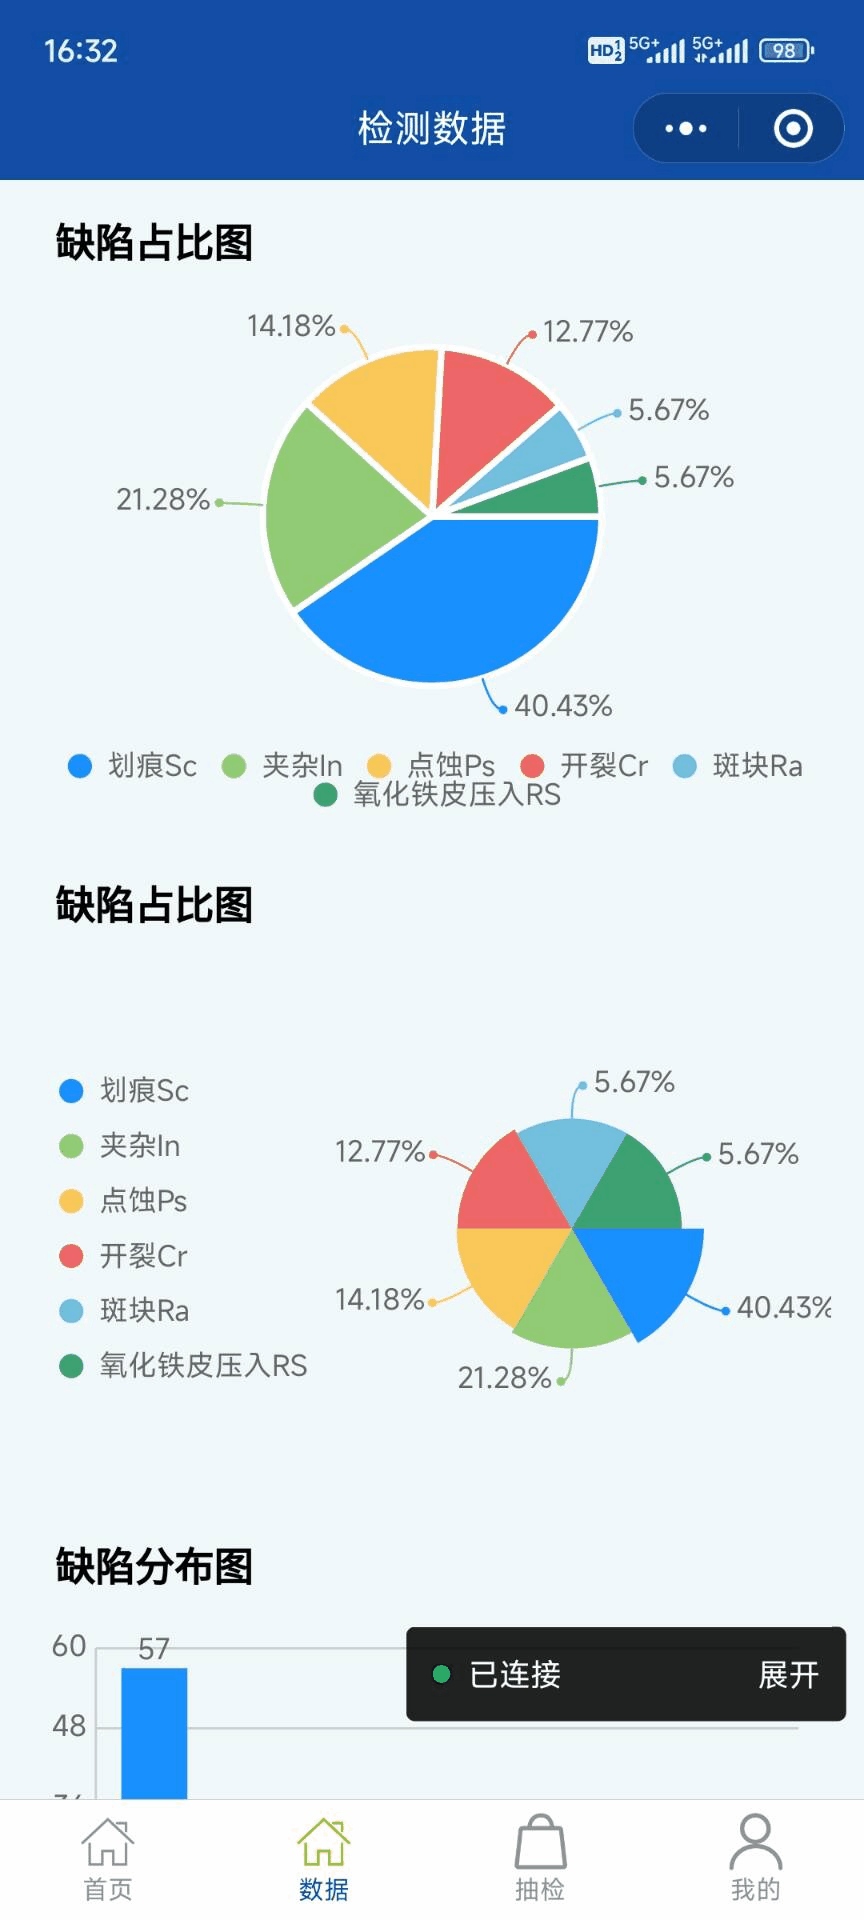 16:32
HD 1 2 5G+ 5G+ 98
检测数据
缺陷占比图
14.18%
12.77%
5.67%
5.67%
21.28%
40.43%
划痕Sc 夹杂In 点蚀Ps 开裂Cr 斑块Ra
氧化铁皮压入RS
缺陷占比图
划痕Sc
夹杂In
点蚀Ps
开裂Cr
斑块Ra
氧化铁皮压入RS
5.67%
12.77%
5.67%
14.18%
40.43%
21.28%
缺陷分布图
60
57
已连接 展开
48
首页 数据 抽检 我的